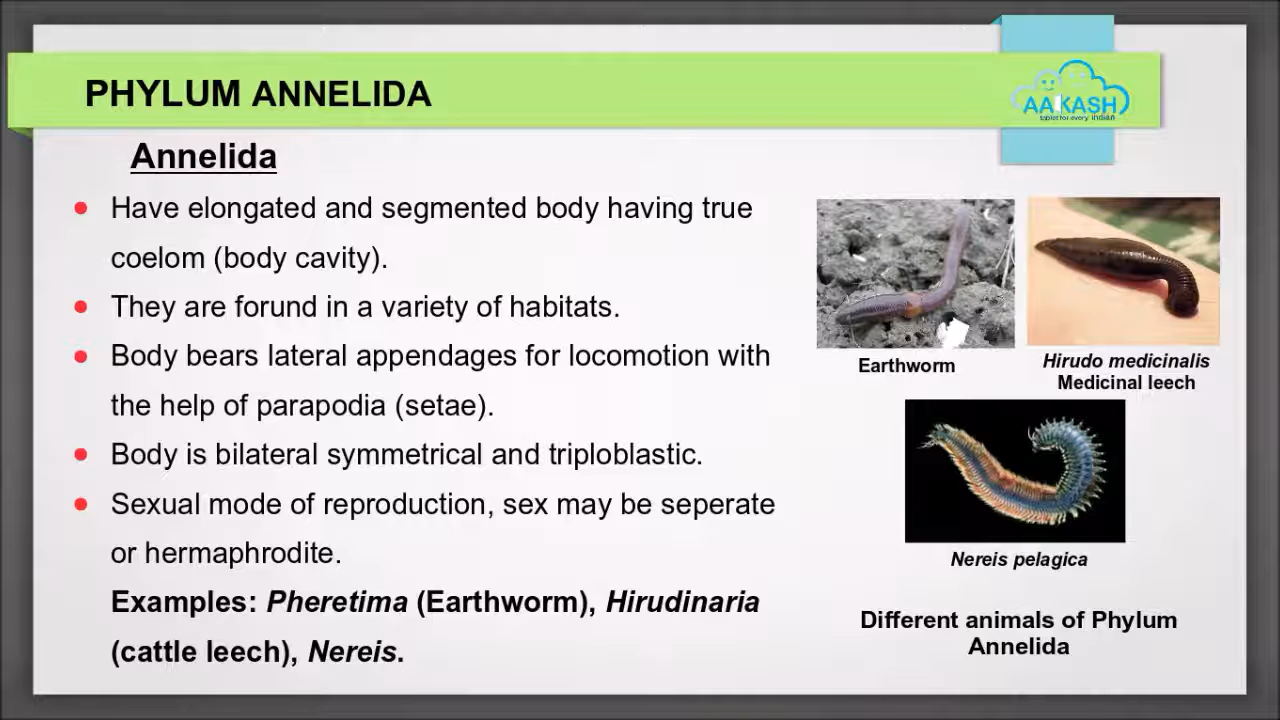 PHYLUM ANNELIDA
AAKASH
tablet for every INDIAN
Annelida
Have elongated and segmented body having true
coelom (body cavity).
They are forund in a variety of habitats.
Body bears lateral appendages for locomotion with
the help of parapodia (setae).
Body is bilateral symmetrical and triploblastic.
Sexual mode of reproduction, sex may be seperate
or hermaphrodite.
Examples: Pheretima (Earthworm), Hirudinaria
(cattle leech), Nereis.
Earthworm
Hirudo medicinalis
Medicinal leech
Nereis pelagica
Different animals of Phylum
Annelida